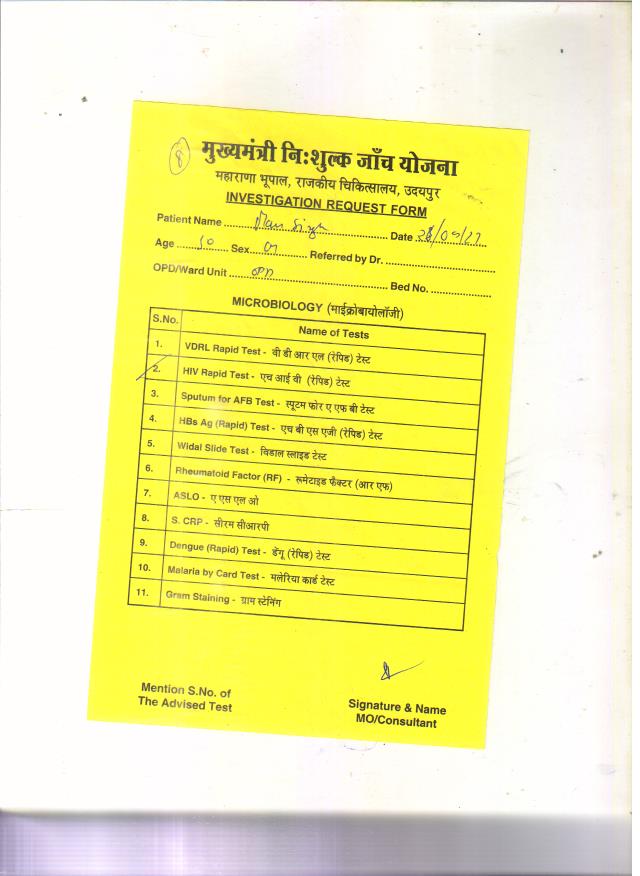 8
मुख्यमंत्री निःशुल्क जाँच योजना
महाराणा भूपाल, राजकीय चिकित्सालय, उदयपुर
INVESTIGATION REQUEST FORM
Patient Name Man Singh Date
Age 50 Sex M Referred by Dr.
OPD/Ward Unit OPD Bed No.
MICROBIOLOGY (माईक्रोबायोलॉजी)
S.No. Name of Tests
1. VDRL Rapid Test - वी डी आर एल (रेपिड) टेस्ट
2. HIV Rapid Test - एच आई वी (रेपिड) टेस्ट
3. Sputum for AFB Test - स्पूटम फोर ए एफ बी टेस्ट
4. HBs Ag (Rapid) Test - एच बी एस एजी (रेपिड) टेस्ट
5. Widal Slide Test - विडाल स्लाइड टेस्ट
6. Rheumatoid Factor (RF) - रूमेटाइड फैक्टर (आर एफ)
7. ASLO - ए एस एल ओ
8. S. CRP - सीरम सीआरपी
9. Dengue (Rapid) Test - डेंगू (रेपिड) टेस्ट
10. Malaria by Card Test - मलेरिया कार्ड टेस्ट
11. Gram Staining - ग्राम स्टेनिंग
Mention S.No. of
The Advised Test
Signature & Name
MO/Consultant